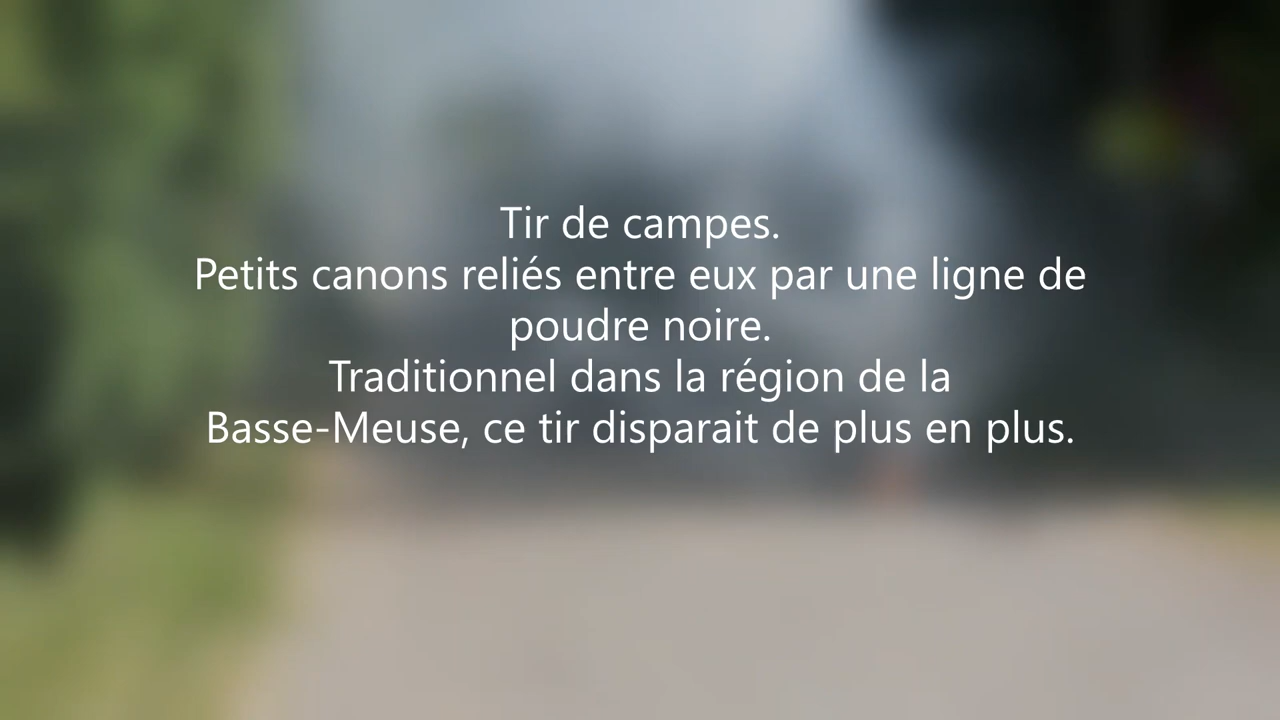 Tir de campes.
Petits canons reliés entre eux par une ligne de
poudre noire.
Traditionnel dans la région de la
Basse-Meuse, ce tir disparait de plus en plus.